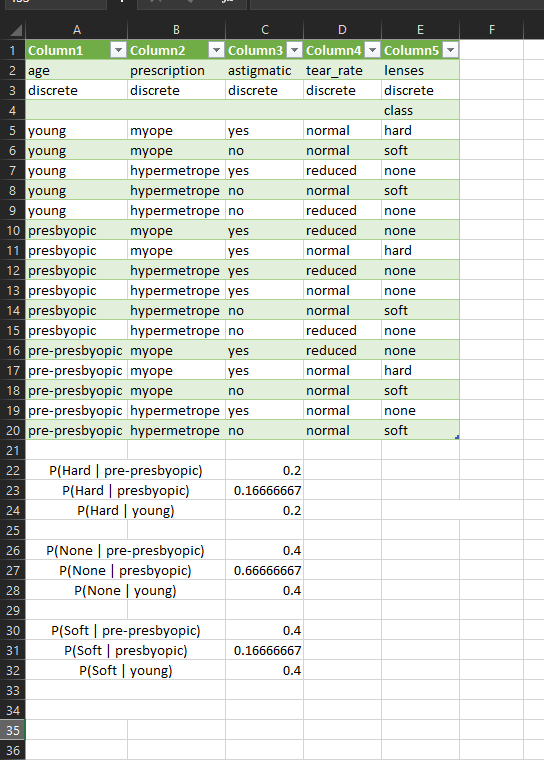 A B C D E F
1 Column1 Column2 Column3 Column4 Column5
2 age prescription astigmatic tear_rate lenses
3 discrete discrete discrete discrete discrete
4 class
5 young myope yes normal hard
6 young myope no normal soft
7 young hypermetrope yes reduced none
8 young hypermetrope no normal soft
9 young hypermetrope no reduced none
10 presbyopic myope yes reduced none
11 presbyopic myope yes normal hard
12 presbyopic hypermetrope yes reduced none
13 presbyopic hypermetrope yes normal none
14 presbyopic hypermetrope no normal soft
15 presbyopic hypermetrope no reduced none
16 pre-presbyopic myope yes reduced none
17 pre-presbyopic myope yes normal hard
18 pre-presbyopic myope no normal soft
19 pre-presbyopic hypermetrope yes normal none
20 pre-presbyopic hypermetrope no normal soft
21
22 P(Hard | pre-presbyopic) 0.2
23 P(Hard | presbyopic) 0.16666667
24 P(Hard | young) 0.2
25
26 P(None | pre-presbyopic) 0.4
27 P(None | presbyopic) 0.66666667
28 P(None | young) 0.4
29
30 P(Soft | pre-presbyopic) 0.4
31 P(Soft | presbyopic) 0.16666667
32 P(Soft | young) 0.4
33
34
35
36